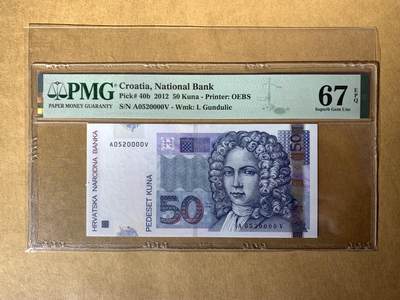 PMG
PAPER MONEY GUARANTY
Croatia, National Bank
Pick# 40b 2012 50 Kuna - Printer: OEBS
S/N A0520000V - Wmk: I. Gundulic
67 EPQ
Superb Gem Unc
HRVATSKA NARODNA BANKA
A0520000V
50
50
PEDESET KUNA
A0520000V